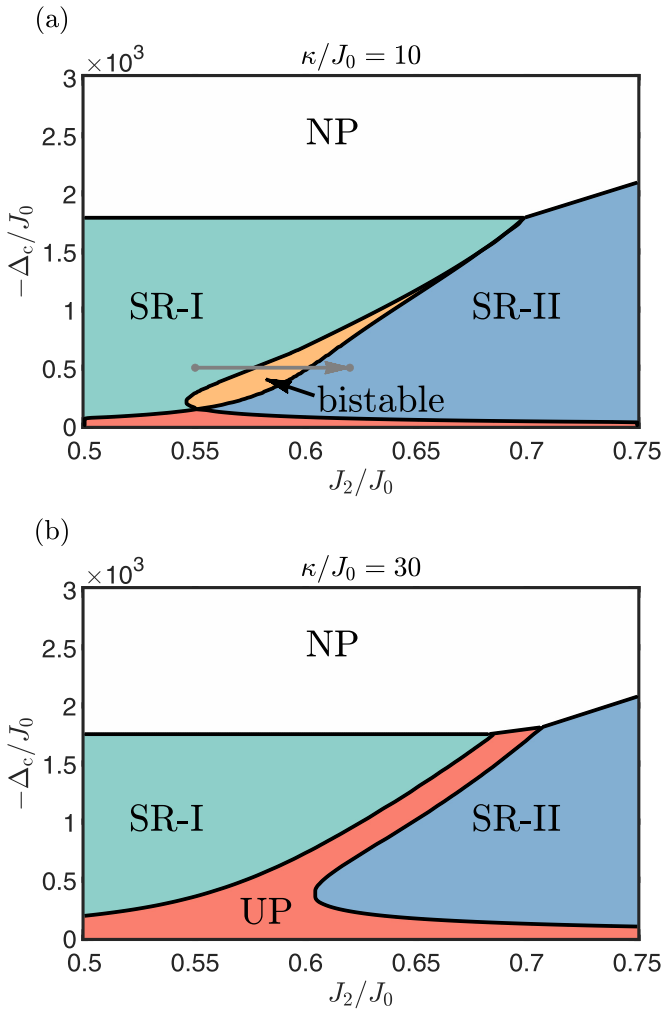 (a)
×10³
κ/J₀ = 10
3
2.5
2
1.5
1
0.5
0
−Δ_c/J₀
NP
SR-I
SR-II
bistable
0.5 0.55 0.6 0.65 0.7 0.75
J₂/J₀
(b)
×10³
κ/J₀ = 30
3
2.5
2
1.5
1
0.5
0
−Δ_c/J₀
NP
SR-I
SR-II
UP
0.5 0.55 0.6 0.65 0.7 0.75
J₂/J₀